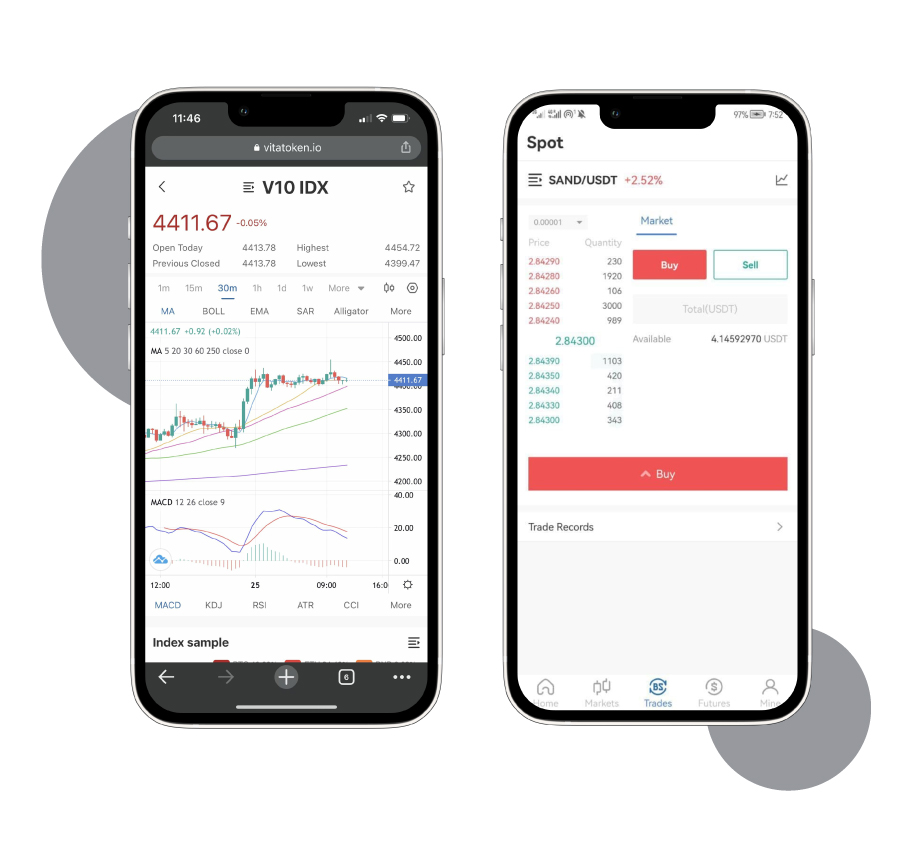 11:46
vitatoken.io
V10 IDX
4411.67 -0.05%
Open Today 4413.78 Highest 4454.72
Previous Closed 4413.78 Lowest 4399.47
1m 15m 30m 1h 1d 1w More
MA BOLL EMA SAR Alligator More
4411.67 +0.92 (+0.02%)
MA 5 20 30 60 250 close 0
4500.00
4450.00
4411.67
4400.00
4350.00
4300.00
4250.00
4200.00
MACD 12 26 close 9
40.00
20.00
0.00
12:00 25 09:00 16:0
MACD KDJ RSI ATR CCI More
Index sample
6
97% 7:52
Spot
SAND/USDT +2.52%
0.00001 Market
Price Quantity
Buy Sell
2.84290 230
2.84280 1920
2.84260 106
2.84250 3000
2.84240 989
Total(USDT)
2.84300
Available 4.14592970 USDT
2.84390 1103
2.84350 420
2.84340 211
2.84330 408
2.84300 343
Buy
Trade Records
BS
Home Markets Trades Futures Mine